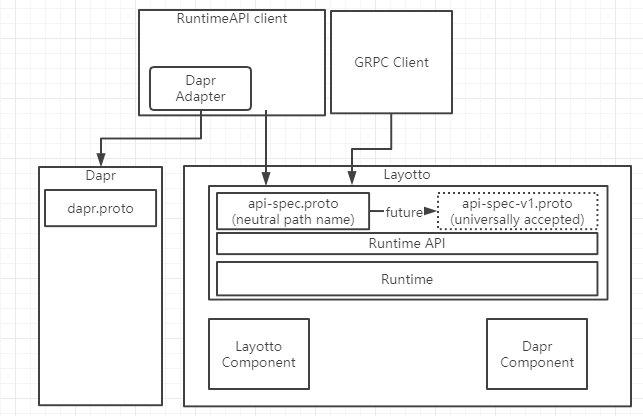 RuntimeAPI client
Dapr
Adapter
GRPC Client
Dapr
dapr.proto
Layotto
api-spec.proto
(neutral path name)
future
api-spec-v1.proto
(universally accepted)
Runtime API
Runtime
Layotto
Component
Dapr
Component